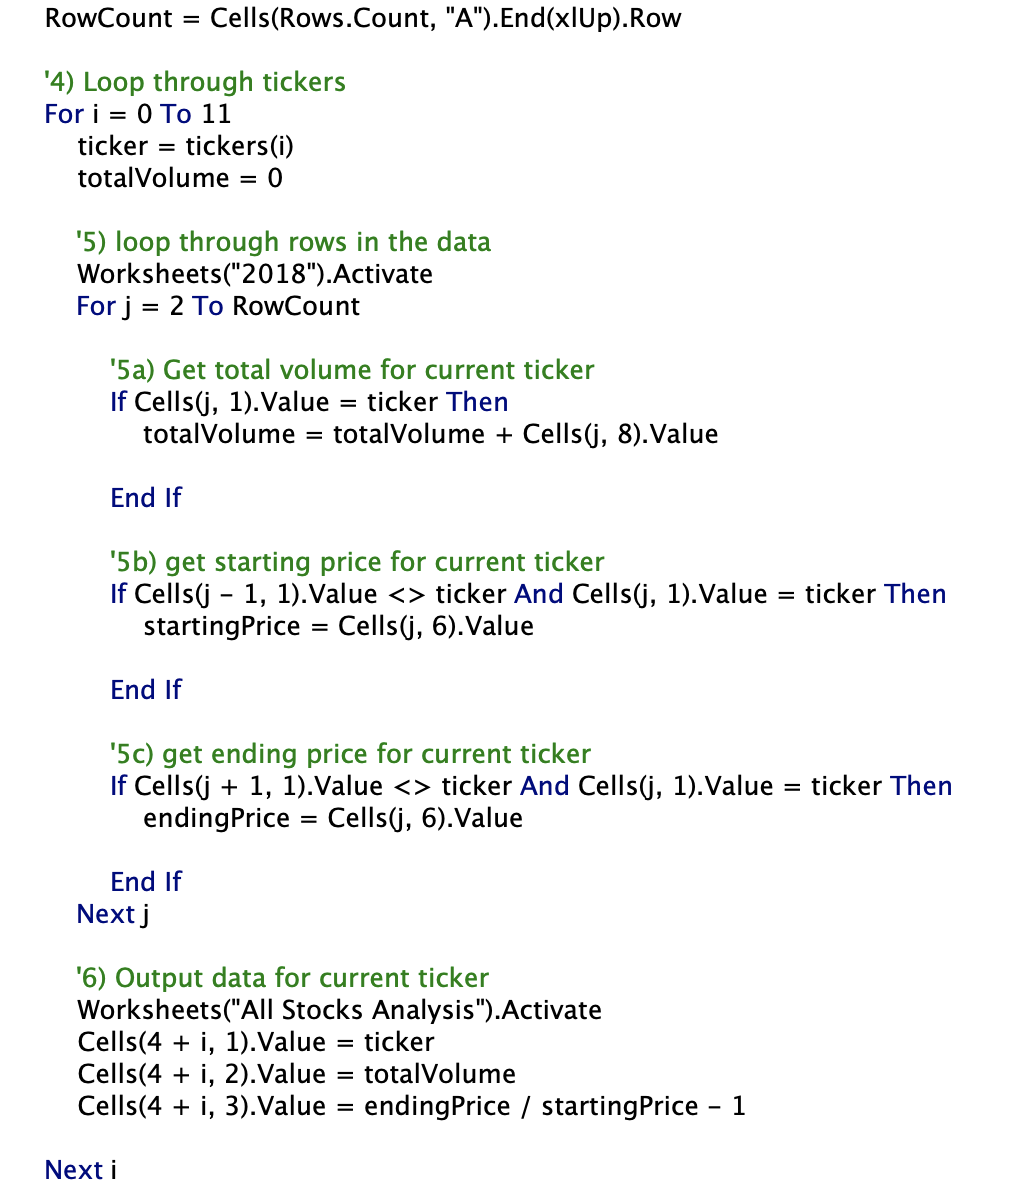 RowCount = Cells(Rows.Count, "A").End(xlUp).Row
'4) Loop through tickers
For i = 0 To 11
ticker = tickers(i)
totalVolume = 0
'5) loop through rows in the data
Worksheets("2018").Activate
For j = 2 To RowCount
'5a) Get total volume for current ticker
If Cells(j, 1).Value = ticker Then
totalVolume = totalVolume + Cells(j, 8).Value
End If
'5b) get starting price for current ticker
If Cells(j - 1, 1).Value <> ticker And Cells(j, 1).Value = ticker Then
startingPrice = Cells(j, 6).Value
End If
'5c) get ending price for current ticker
If Cells(j + 1, 1).Value <> ticker And Cells(j, 1).Value = ticker Then
endingPrice = Cells(j, 6).Value
End If
Next j
'6) Output data for current ticker
Worksheets("All Stocks Analysis").Activate
Cells(4 + i, 1).Value = ticker
Cells(4 + i, 2).Value = totalVolume
Cells(4 + i, 3).Value = endingPrice / startingPrice - 1
Next i